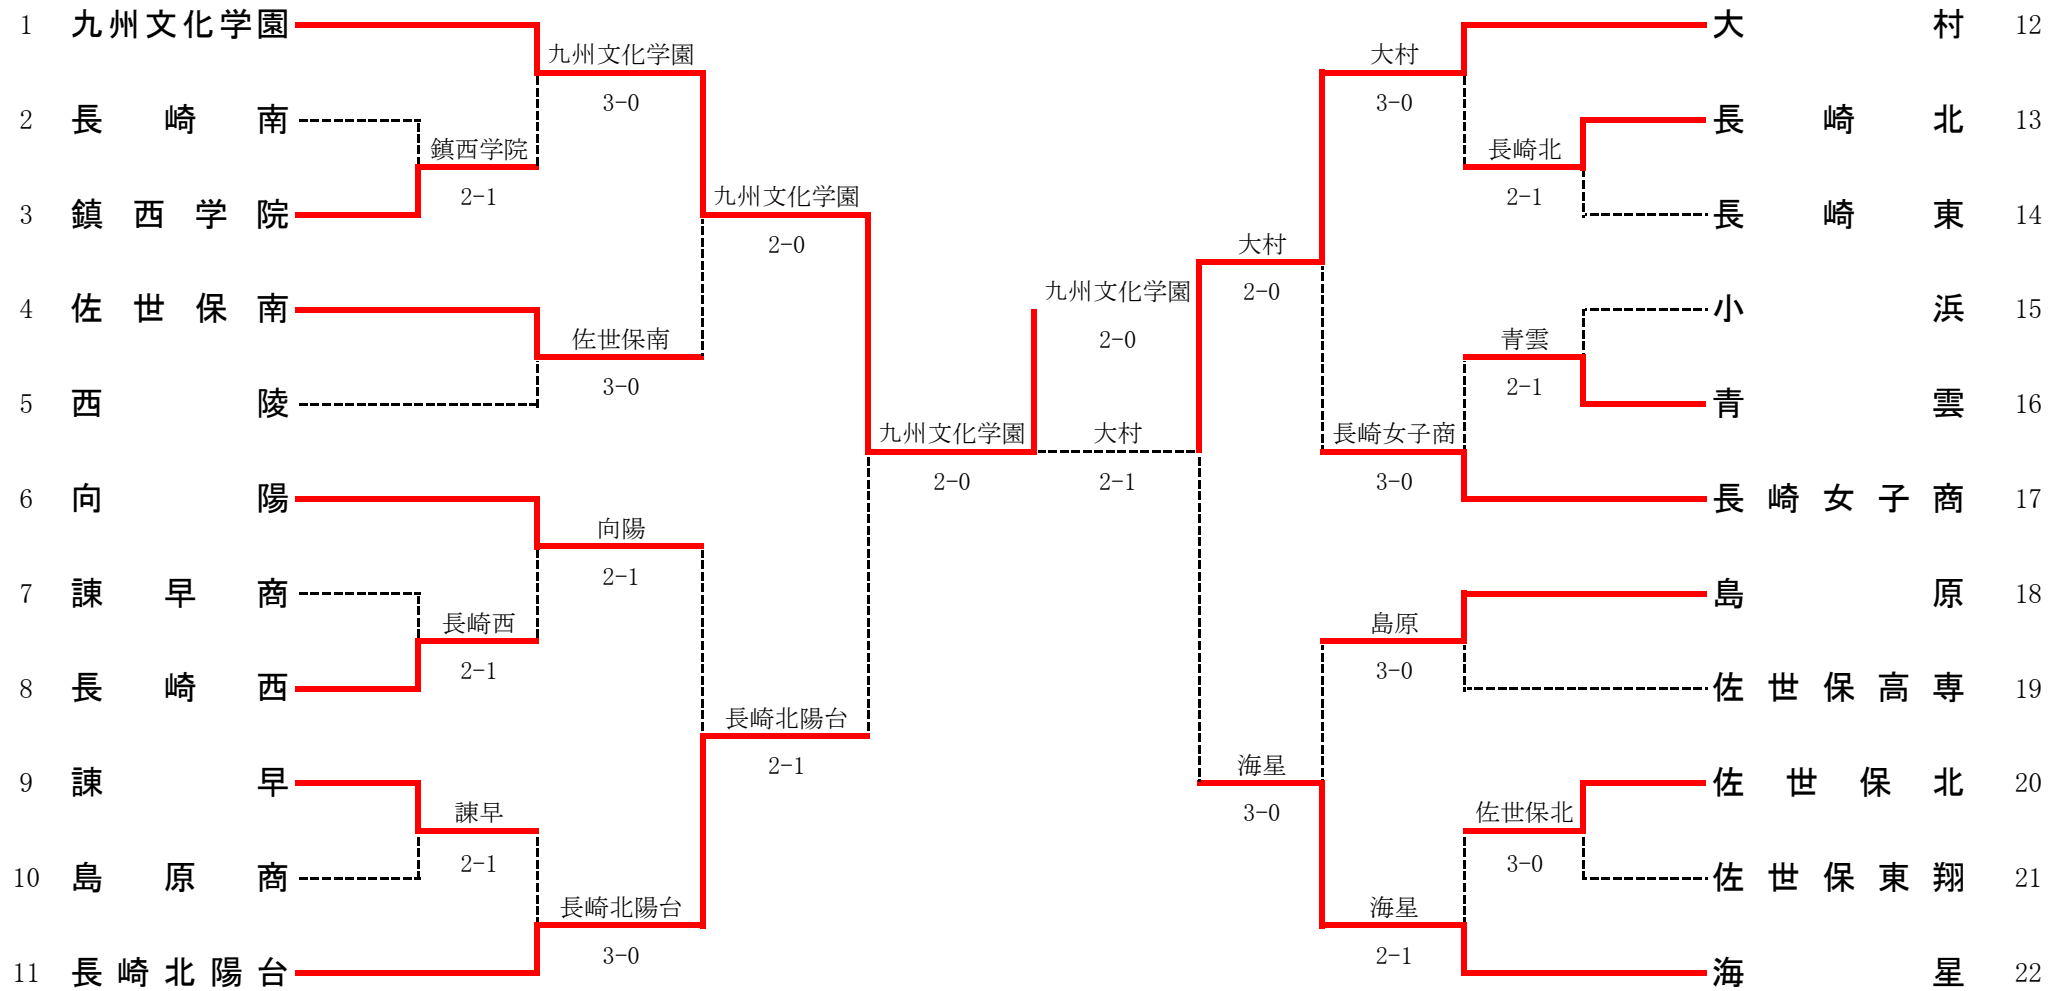 1 九州文化学園
2 長崎南
3 鎮西学院
4 佐世保南
5 西陵
6 向陽
7 諫早商
8 長崎西
9 諫早
10 島原商
11 長崎北陽台
鎮西学院
2-1
長崎西
2-1
諫早
2-1
九州文化学園
3-0
佐世保南
3-0
向陽
2-1
長崎北陽台
3-0
九州文化学園
2-0
長崎北陽台
2-1
九州文化学園
2-0
九州文化学園
2-0
大村
2-1
大村
2-0
海星
3-0
大村
3-0
長崎女子商
3-0
島原
3-0
海星
2-1
長崎北
2-1
青雲
2-1
佐世保北
3-0
大村 12
長崎北 13
長崎東 14
小浜 15
青雲 16
長崎女子商 17
島原 18
佐世保高専 19
佐世保北 20
佐世保東翔 21
海星 22